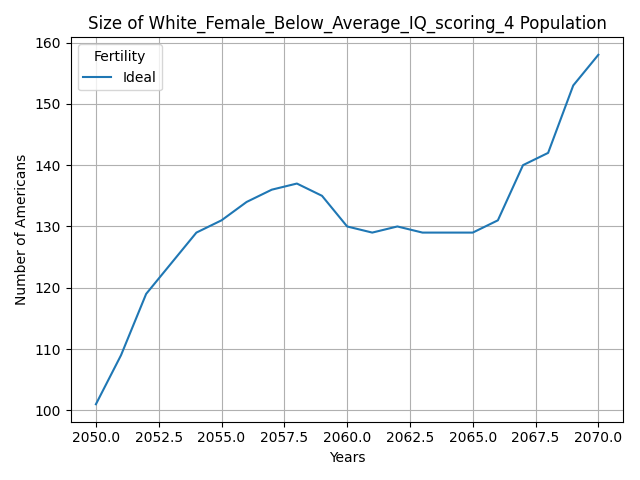 Size of White_Female_Below_Average_IQ_scoring_4 Population
Fertility
Ideal
Number of Americans
160
150
140
130
120
110
100
2050.0 2052.5 2055.0 2057.5 2060.0 2062.5 2065.0 2067.5 2070.0
Years